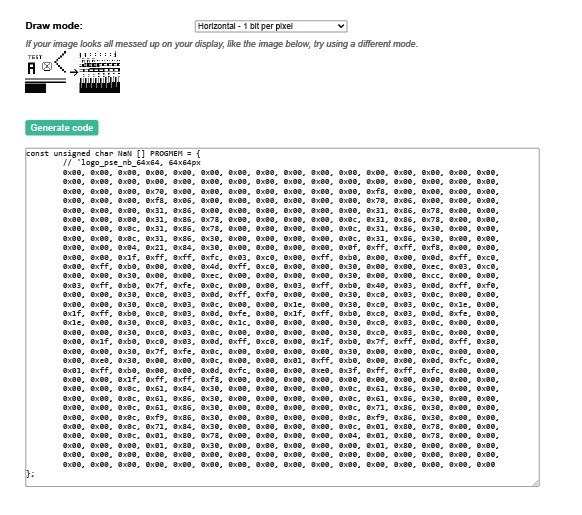 Draw mode:
Horizontal - 1 bit per pixel
If your image looks all messed up on your display, like the image below, try using a different mode.
TEST
A
Generate code
const unsigned char NaN [] PROGMEM = {
// 'logo_pse_nb_64x64, 64x64px
0x00, 0x00, 0x00, 0x00, 0x00, 0x00, 0x00, 0x00, 0x00, 0x00, 0x00, 0x00, 0x00, 0x00, 0x00, 0x00,
0x00, 0x00, 0x00, 0x00, 0x00, 0x00, 0x00, 0x00, 0x00, 0x00, 0x00, 0x00, 0x00, 0x00, 0x00, 0x00,
0x00, 0x00, 0x00, 0x70, 0x00, 0x00, 0x00, 0x00, 0x00, 0x00, 0x00, 0xf8, 0x00, 0x00, 0x00, 0x00,
0x00, 0x00, 0x00, 0xf8, 0x06, 0x00, 0x00, 0x00, 0x00, 0x00, 0x00, 0x70, 0x06, 0x00, 0x00, 0x00,
0x00, 0x00, 0x00, 0x31, 0x86, 0x00, 0x00, 0x00, 0x00, 0x00, 0x00, 0x31, 0x86, 0x78, 0x00, 0x00,
0x00, 0x00, 0x00, 0x31, 0x86, 0x78, 0x00, 0x00, 0x00, 0x00, 0x0c, 0x31, 0x86, 0x78, 0x00, 0x00,
0x00, 0x00, 0x0c, 0x31, 0x86, 0x78, 0x00, 0x00, 0x00, 0x00, 0x0c, 0x31, 0x86, 0x30, 0x00, 0x00,
0x00, 0x00, 0x0c, 0x31, 0x86, 0x30, 0x00, 0x00, 0x00, 0x00, 0x0c, 0x31, 0x86, 0x30, 0x00, 0x00,
0x00, 0x00, 0x04, 0x21, 0x84, 0x00, 0x00, 0x00, 0x00, 0x00, 0x0f, 0xff, 0xff, 0xf8, 0x00, 0x00,
0x00, 0x00, 0x1f, 0xff, 0xff, 0xfc, 0x03, 0xc0, 0x00, 0xff, 0xb0, 0x00, 0x00, 0x0d, 0xff, 0xc0,
0x00, 0xff, 0xb0, 0x00, 0x00, 0x4d, 0xff, 0xc0, 0x00, 0x00, 0x30, 0x00, 0x00, 0xec, 0x03, 0xc0,
0x00, 0x00, 0x30, 0x00, 0x00, 0xec, 0x00, 0x00, 0x00, 0x00, 0x30, 0x00, 0x00, 0x0c, 0x00, 0x00,
0x03, 0xff, 0xb0, 0x7f, 0xfe, 0x0c, 0x00, 0x00, 0x03, 0xff, 0xb0, 0x40, 0x03, 0x0d, 0xff, 0xf0,
0x00, 0x00, 0x30, 0xc0, 0x03, 0x0d, 0xff, 0xf0, 0x00, 0x00, 0x30, 0xc0, 0x03, 0x0c, 0x00, 0x00,
0x00, 0x00, 0x30, 0xc0, 0x03, 0x0c, 0x00, 0x00, 0x1e, 0x00, 0x30, 0xc0, 0x03, 0x0c, 0x1e, 0x00,
0x1f, 0xff, 0xb0, 0xc0, 0x03, 0x0d, 0xfe, 0x00, 0x1f, 0xff, 0xb0, 0xc0, 0x03, 0x0d, 0xfe, 0x00,
0x1e, 0x00, 0x30, 0xc0, 0x03, 0x0c, 0x1c, 0x00, 0x00, 0x00, 0x30, 0xc0, 0x03, 0x0c, 0x00, 0x00,
0x00, 0x00, 0x30, 0xc0, 0x03, 0x0c, 0x00, 0x00, 0x00, 0x00, 0x30, 0xc0, 0x03, 0x0c, 0x00, 0x00,
0x00, 0x1f, 0xb0, 0xc0, 0x03, 0x0d, 0xff, 0xc0, 0x00, 0x1f, 0xb0, 0x7f, 0xff, 0x0d, 0xff, 0x80,
0x00, 0x00, 0x30, 0x7f, 0xfe, 0x0c, 0x00, 0x00, 0x00, 0x00, 0x30, 0x00, 0x00, 0x0c, 0x00, 0x00,
0x00, 0xe0, 0x30, 0x00, 0x00, 0x0c, 0x00, 0x00, 0x01, 0xff, 0xb0, 0x00, 0x00, 0x0c, 0xfc, 0x00,
0x01, 0xff, 0xb0, 0x00, 0x00, 0x0d, 0xfc, 0x00, 0x00, 0xe0, 0x3f, 0xff, 0xff, 0xfc, 0x00, 0x00,
0x00, 0x00, 0x1f, 0xff, 0xff, 0xf8, 0x00, 0x00, 0x00, 0x00, 0x00, 0x00, 0x00, 0x00, 0x00, 0x00,
0x00, 0x00, 0x0c, 0x61, 0x84, 0x30, 0x00, 0x00, 0x00, 0x00, 0x0c, 0x61, 0x86, 0x30, 0x00, 0x00,
0x00, 0x00, 0x0c, 0x61, 0x86, 0x30, 0x00, 0x00, 0x00, 0x00, 0x0c, 0x61, 0x86, 0x30, 0x00, 0x00,
0x00, 0x00, 0x0c, 0x61, 0x86, 0x30, 0x00, 0x00, 0x00, 0x00, 0x0c, 0x71, 0x86, 0x30, 0x00, 0x00,
0x00, 0x00, 0x0c, 0xf9, 0x86, 0x30, 0x00, 0x00, 0x00, 0x00, 0x0c, 0xf9, 0x86, 0x30, 0x00, 0x00,
0x00, 0x00, 0x0c, 0x71, 0x84, 0x30, 0x00, 0x00, 0x00, 0x00, 0x0c, 0x01, 0x80, 0x78, 0x00, 0x00,
0x00, 0x00, 0x0c, 0x01, 0x80, 0x78, 0x00, 0x00, 0x00, 0x00, 0x04, 0x01, 0x80, 0x78, 0x00, 0x00,
0x00, 0x00, 0x00, 0x01, 0x80, 0x30, 0x00, 0x00, 0x00, 0x00, 0x00, 0x01, 0x80, 0x00, 0x00, 0x00,
0x00, 0x00, 0x00, 0x00, 0x00, 0x00, 0x00, 0x00, 0x00, 0x00, 0x00, 0x00, 0x00, 0x00, 0x00, 0x00,
0x00, 0x00, 0x00, 0x00, 0x00, 0x00, 0x00, 0x00, 0x00, 0x00, 0x00, 0x00, 0x00, 0x00, 0x00, 0x00
};